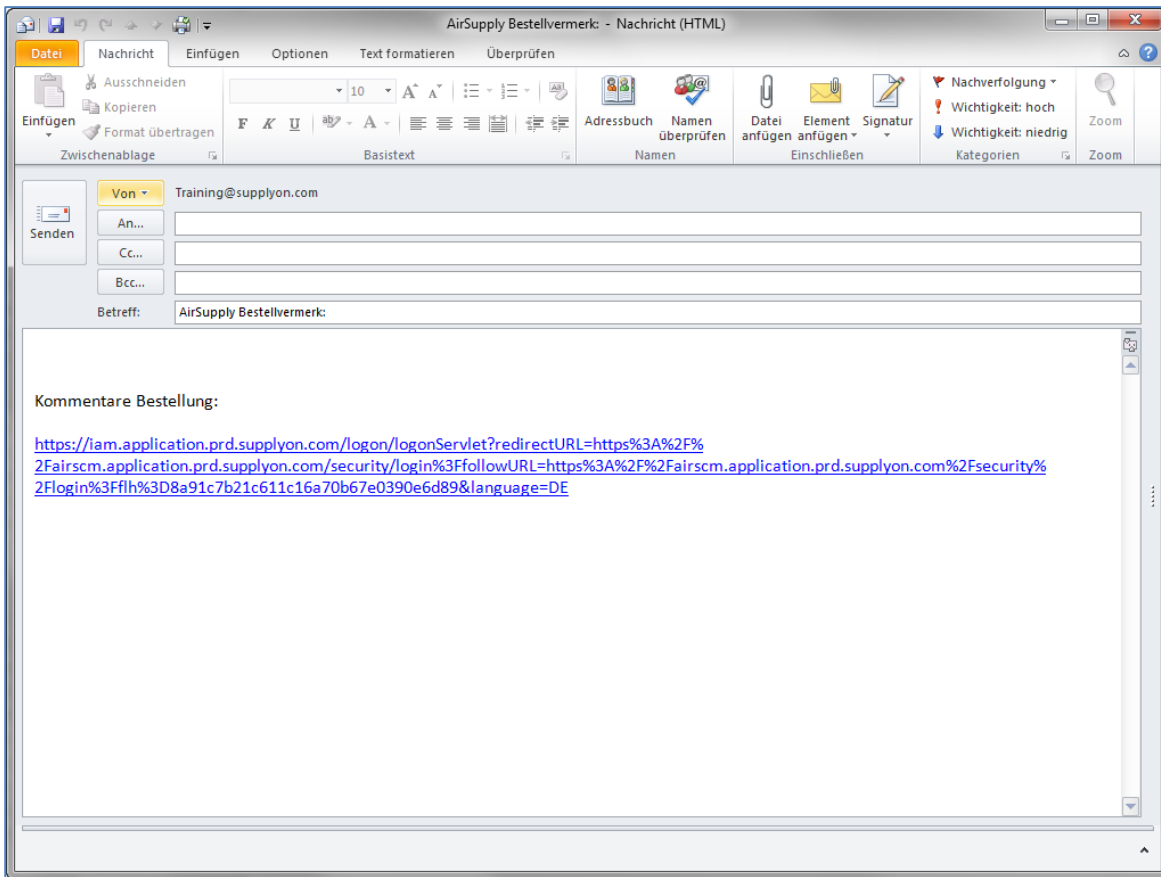 AirSupply Bestellvermerk: - Nachricht (HTML)
Datei Nachricht Einfügen Optionen Text formatieren Überprüfen
Einfügen
Ausschneiden
Kopieren
Format übertragen
Zwischenablage
10
F K U
Basistext
Adressbuch
Namen überprüfen
Namen
Datei anfügen
Element anfügen
Signatur
Einschließen
Nachverfolgung
Wichtigkeit: hoch
Wichtigkeit: niedrig
Kategorien
Zoom
Zoom
Senden
Von Training@supplyon.com
An...
Cc...
Bcc...
Betreff: AirSupply Bestellvermerk:
Kommentare Bestellung:
https://iam.application.prd.supplyon.com/logon/logonServlet?redirectURL=https%3A%2F%
2Fairscm.application.prd.supplyon.com/security/login%3FfollowURL=https%3A%2F%2Fairscm.application.prd.supplyon.com%2Fsecurity%
2Flogin%3Fflh%3D8a91c7b21c611c16a70b67e0390e6d89&language=DE